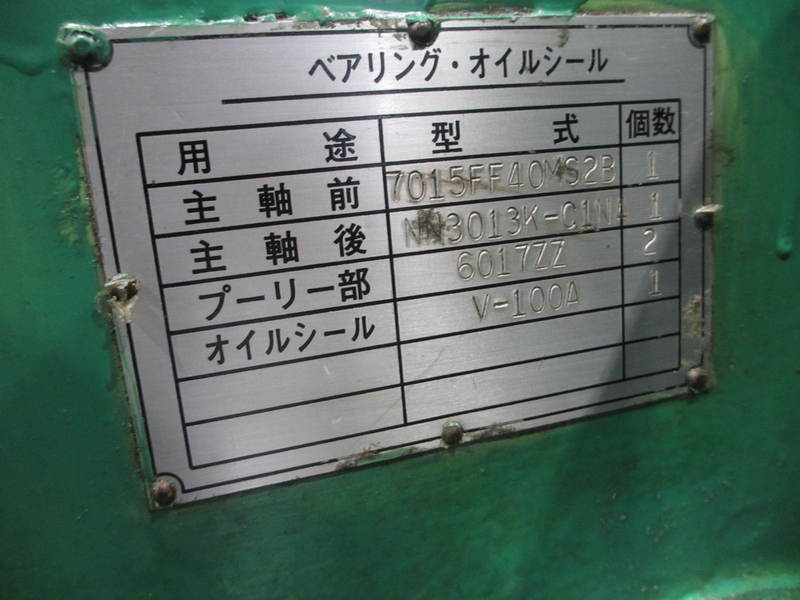 ベアリング・オイルシール
用途 型式 個数
主軸前 7015FF40MS2B 1
主軸後 NN3013K-C1NA 1
プーリー部 6017ZZ 2
オイルシール V-100A 1